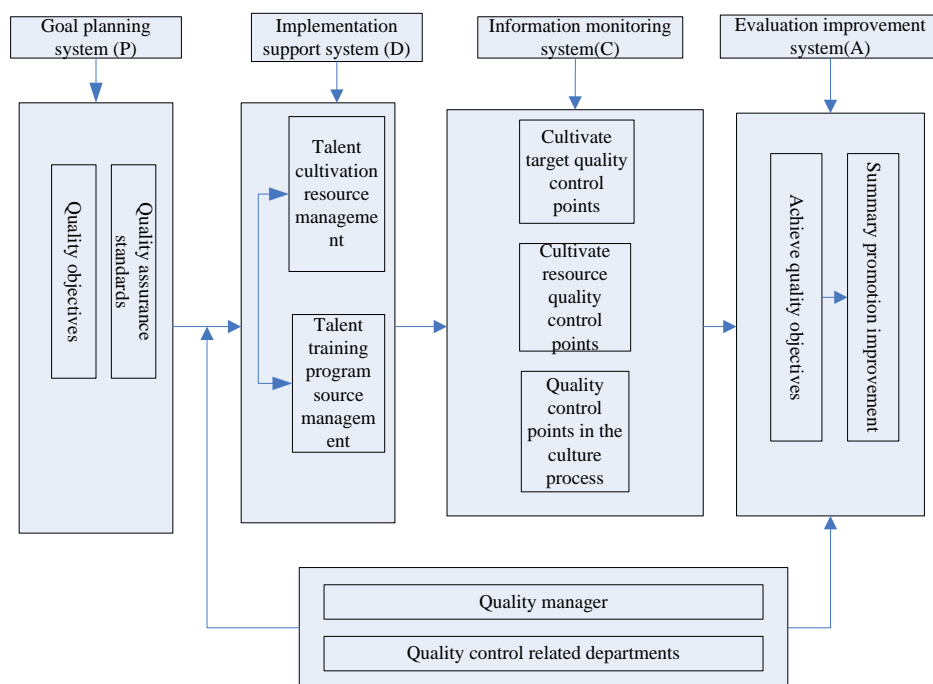 Goal planning
system (P)
Implementation
support system (D)
Information monitoring
system(C)
Evaluation improvement
system(A)
Quality objectives
Quality assurance
standards
Talent
cultivation
resource
manageme
nt
Talent
training
program
source
managem
ent
Cultivate
target quality
control
points
Cultivate
resource
quality
control
points
Quality
control
points in the
culture
process
Achieve quality objectives
Summary promotion improvement
Quality manager
Quality control related departments